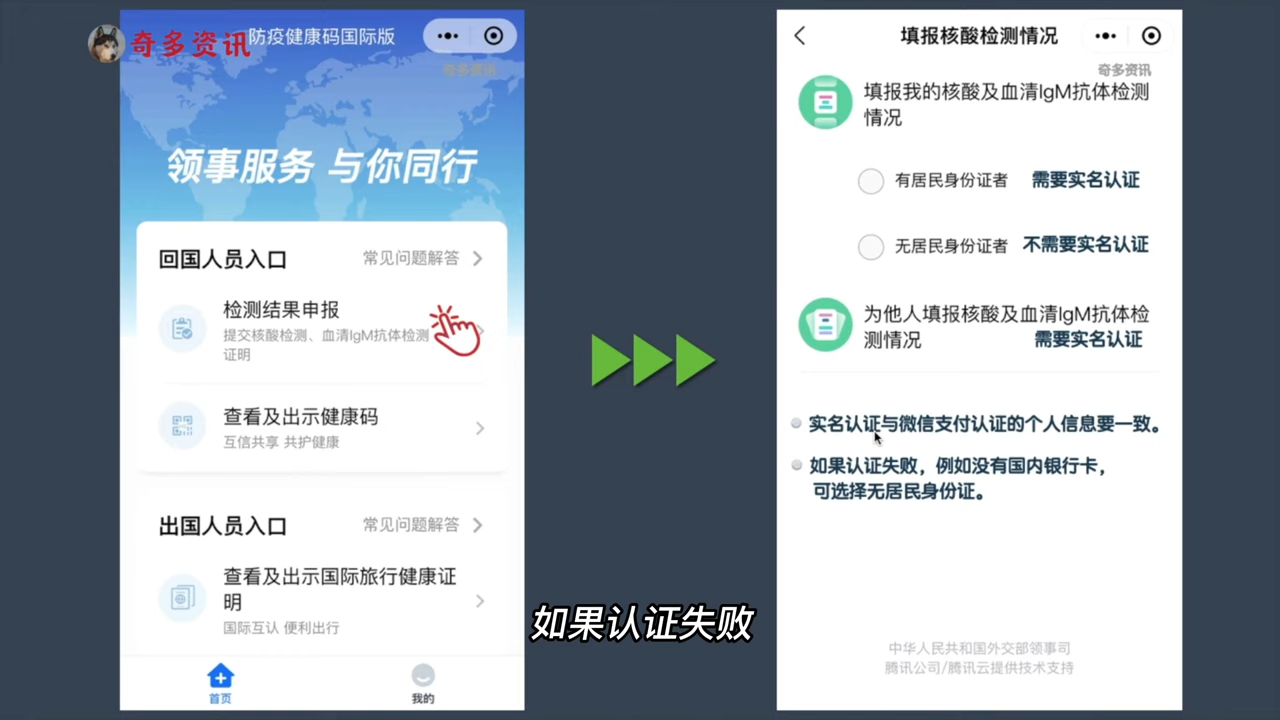 奇多资讯
防疫健康码国际版
奇多资讯
领事服务 与你同行
回国人员入口
常见问题解答
检测结果申报
提交核酸检测、血清IgM抗体检测
证明
查看及出示健康码
互信共享 共护健康
出国人员入口
常见问题解答
查看及出示国际旅行健康证
明
国际互认 便利出行
首页
我的
填报核酸检测情况
奇多资讯
填报我的核酸及血清IgM抗体检测
情况
有居民身份证者 需要实名认证
无居民身份证者 不需要实名认证
为他人填报核酸及血清IgM抗体检
测情况 需要实名认证
实名认证与微信支付认证的个人信息要一致。
如果认证失败，例如没有国内银行卡，
可选择无居民身份证。
中华人民共和国外交部领事司
腾讯公司/腾讯云提供技术支持
如果认证失败